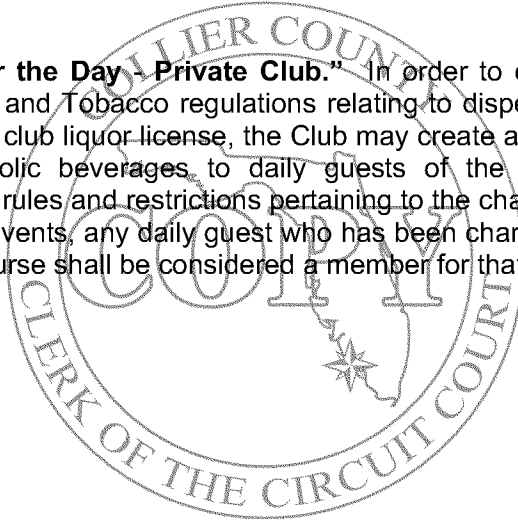 COLLIER COUNTY
r the Day - Private Club.” In order to
and Tobacco regulations relating to dispe
club liquor license, the Club may create a
olic beverages to daily guests of the
rules and restrictions pertaining to the cha
vents, any daily guest who has been char
urse shall be considered a member for that
COPY
CLERK OF THE CIRCUIT COURT